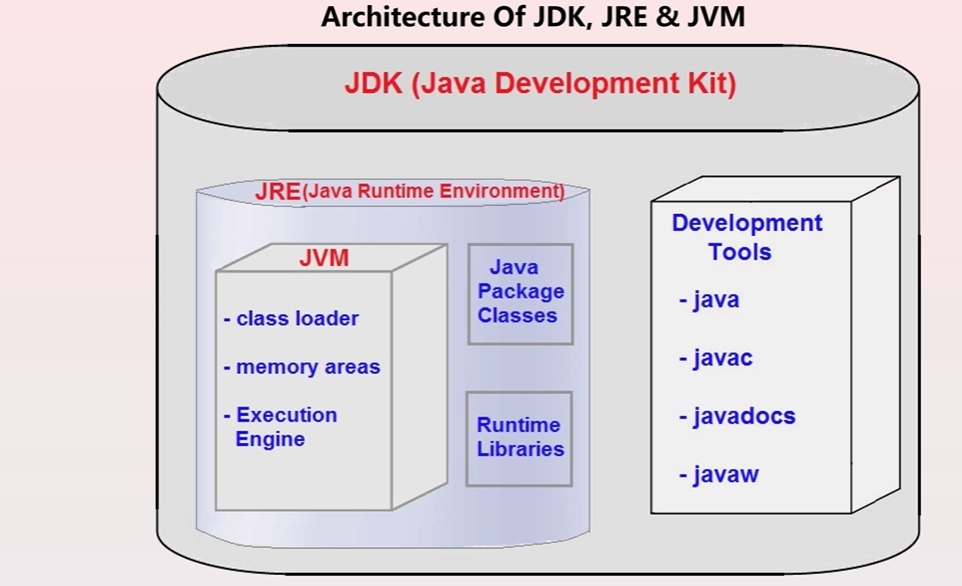 Architecture Of JDK, JRE & JVM
JDK (Java Development Kit)
JRE(Java Runtime Environment)
JVM
- class loader
- memory areas
- Execution
Engine
Java
Package
Classes
Runtime
Libraries
Development
Tools
- java
- javac
- javadocs
- javaw